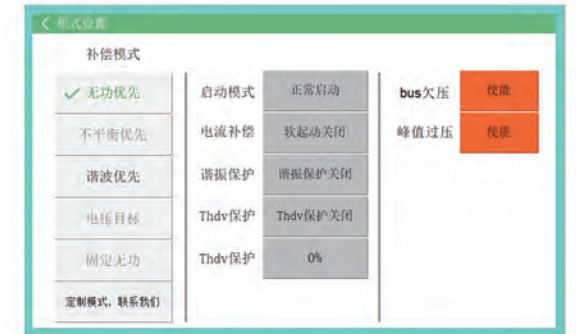 模式设置
补偿模式
无功优先
不平衡优先
谐波优先
电压目标
固定无功
定制模式，联系我们
启动模式 正常启动
电流补偿 软起动关闭
谐振保护 谐振保护关闭
Thdv保护 Thdv保护关闭
Thdv保护 0%
bus欠压 使能
峰值过压 使能